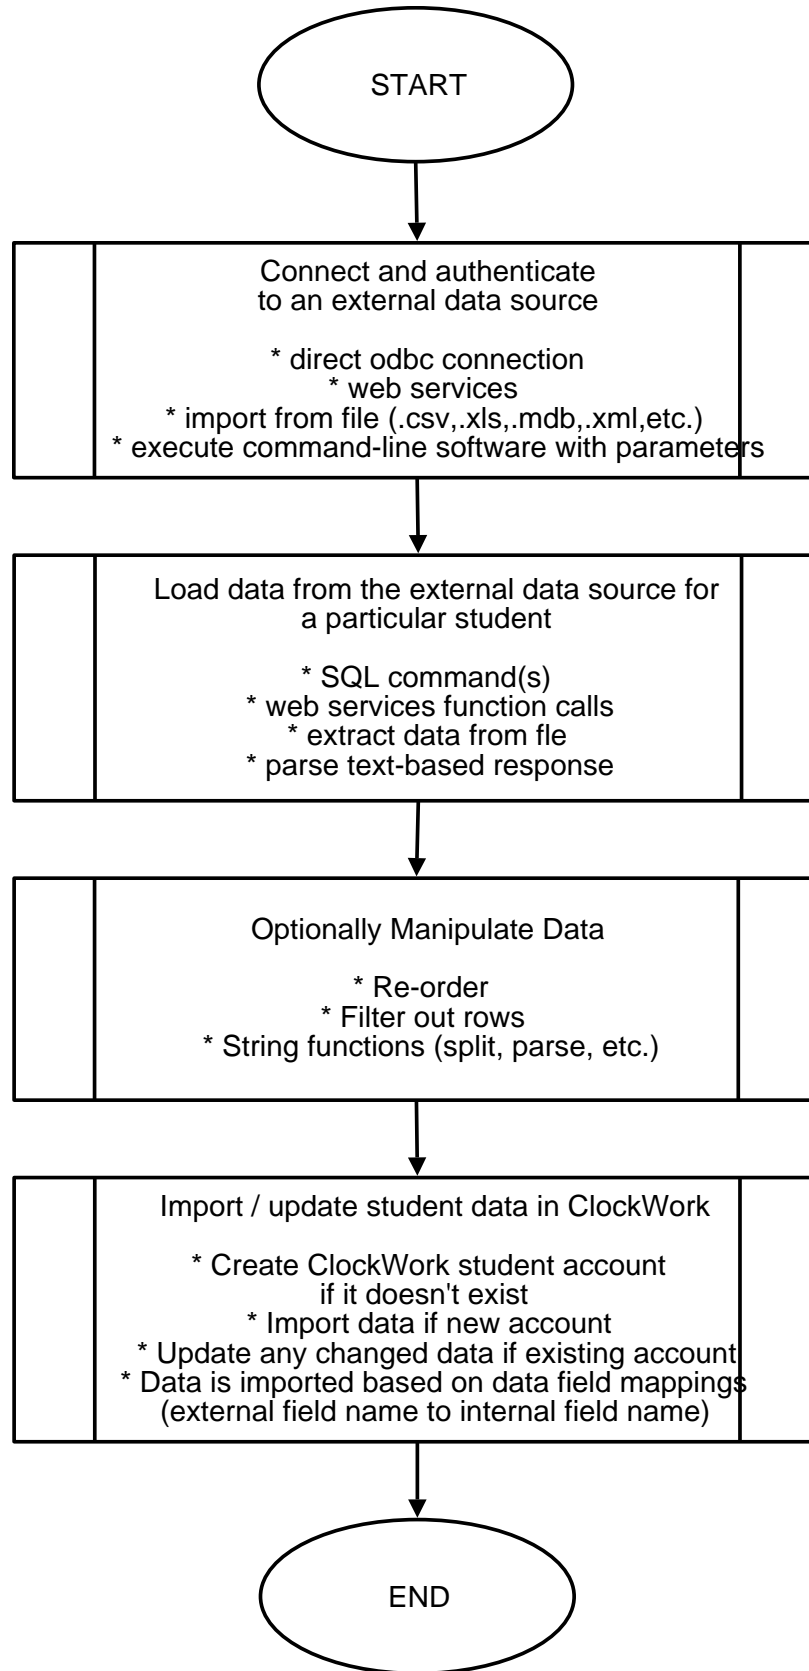 START
Connect and authenticate
to an external data source
* direct odbc connection
* web services
* import from file (.csv,.xls,.mdb,.xml,etc.)
* execute command-line software with parameters
Load data from the external data source for
a particular student
* SQL command(s)
* web services function calls
* extract data from fle
* parse text-based response
Optionally Manipulate Data
* Re-order
* Filter out rows
* String functions (split, parse, etc.)
Import / update student data in ClockWork
* Create ClockWork student account
if it doesn't exist
* Import data if new account
* Update any changed data if existing account
* Data is imported based on data field mappings
(external field name to internal field name)
END